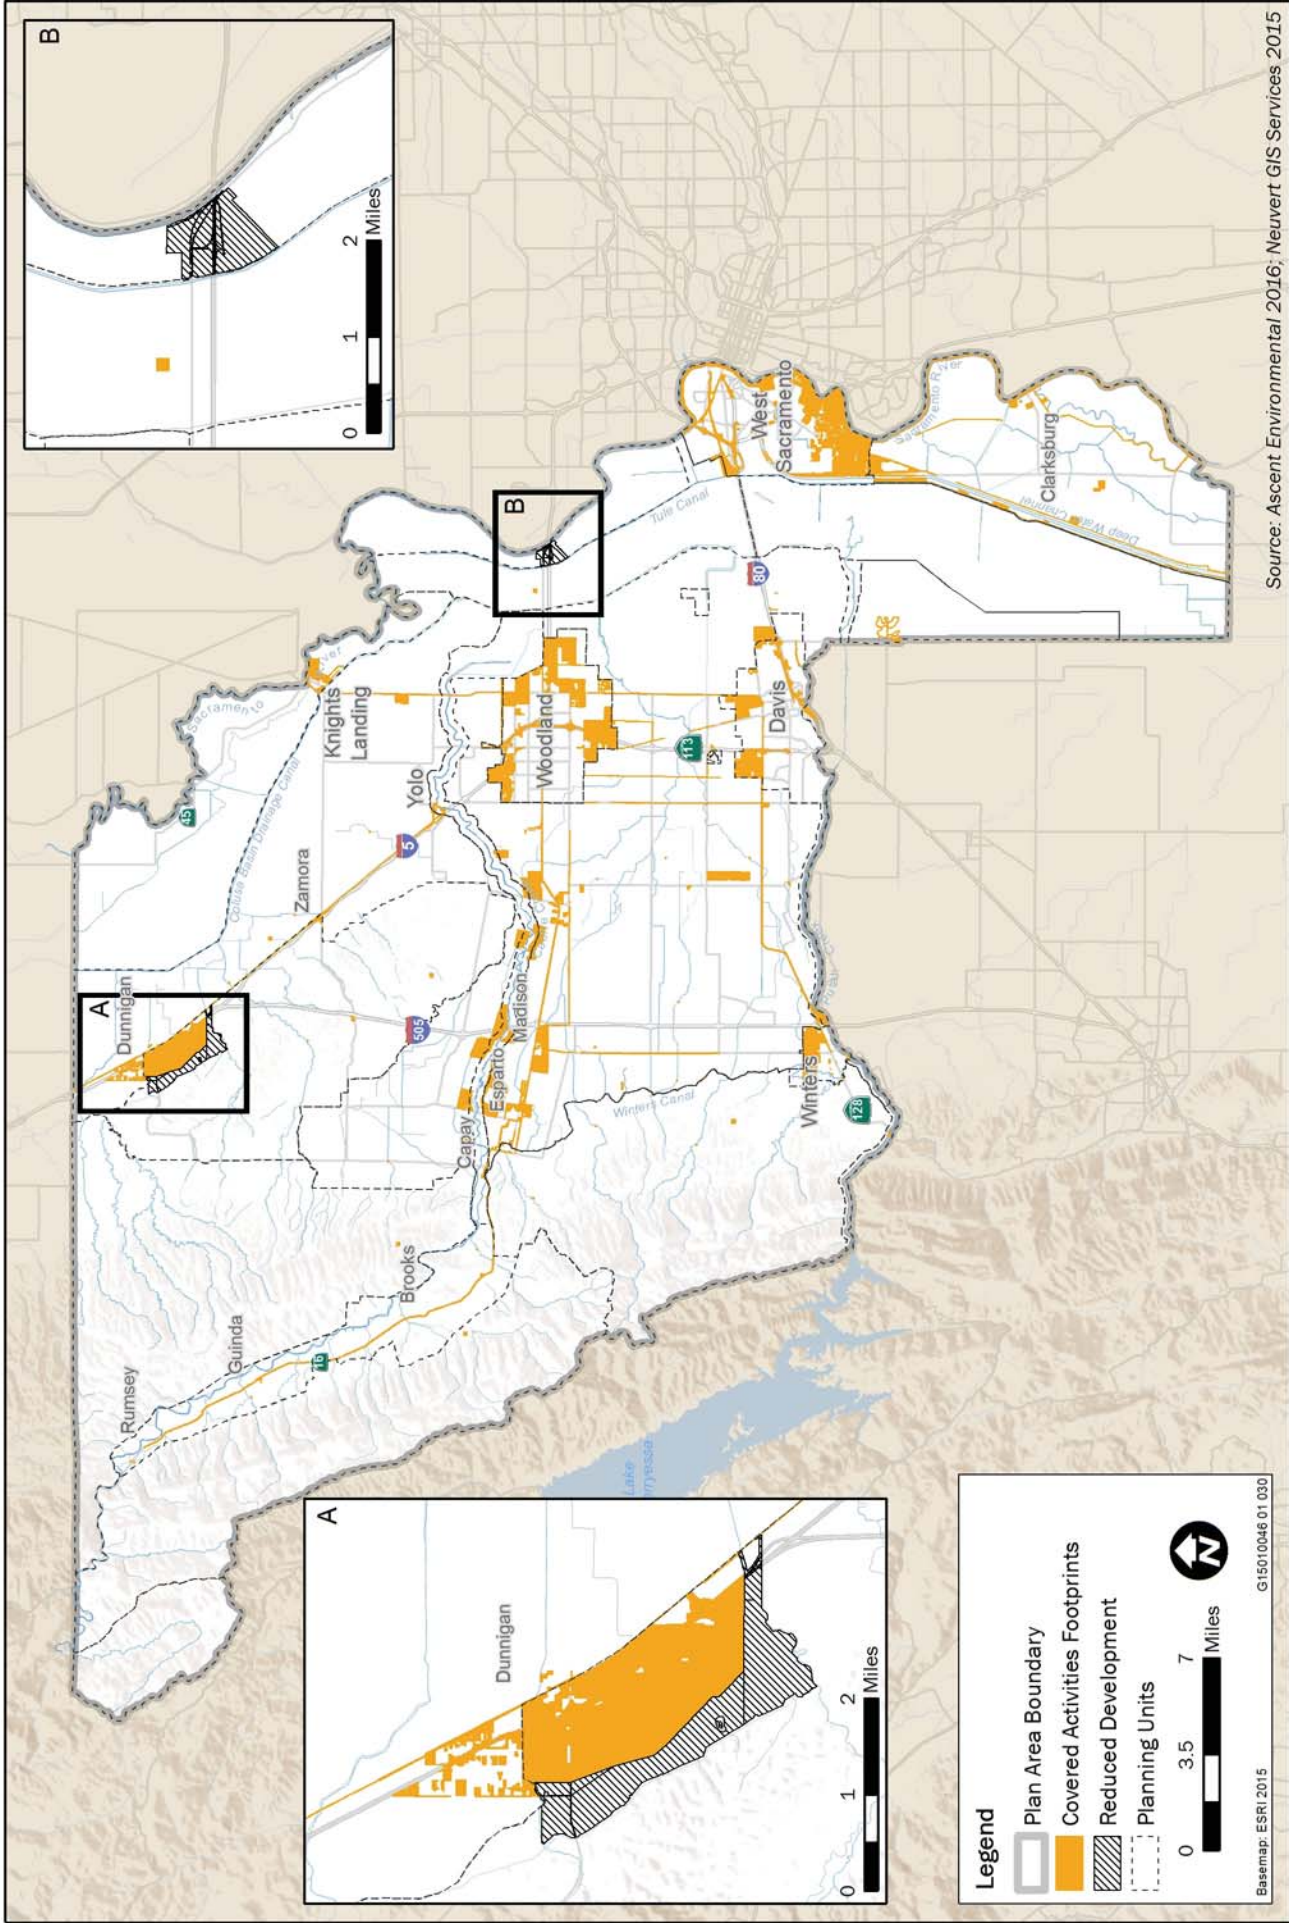 B
0
1
2
Miles
A
Dunnigan
45
Sacramento
River
Colusa Basin Drainage Canal
Knights
Landing
Zamora
5
Yolo
505
Rumsey
Guinda
16
Brooks
Capay
Esparto
Madison
Woodland
B
Tule Canal
113
Davis
80
West
Sacramento
Sacramento River
Clarksburg
Deep Water Channel
Winters Canal
Winters
128
Lake
A
Dunnigan
0
1
2
Miles
Legend
Plan Area Boundary
Covered Activities Footprints
Reduced Development
Planning Units
0
3.5
7
Miles
N
Basemap: ESRI 2015
G15010046 01 030
Source: Ascent Environmental 2016; Neuvert GIS Services 2015